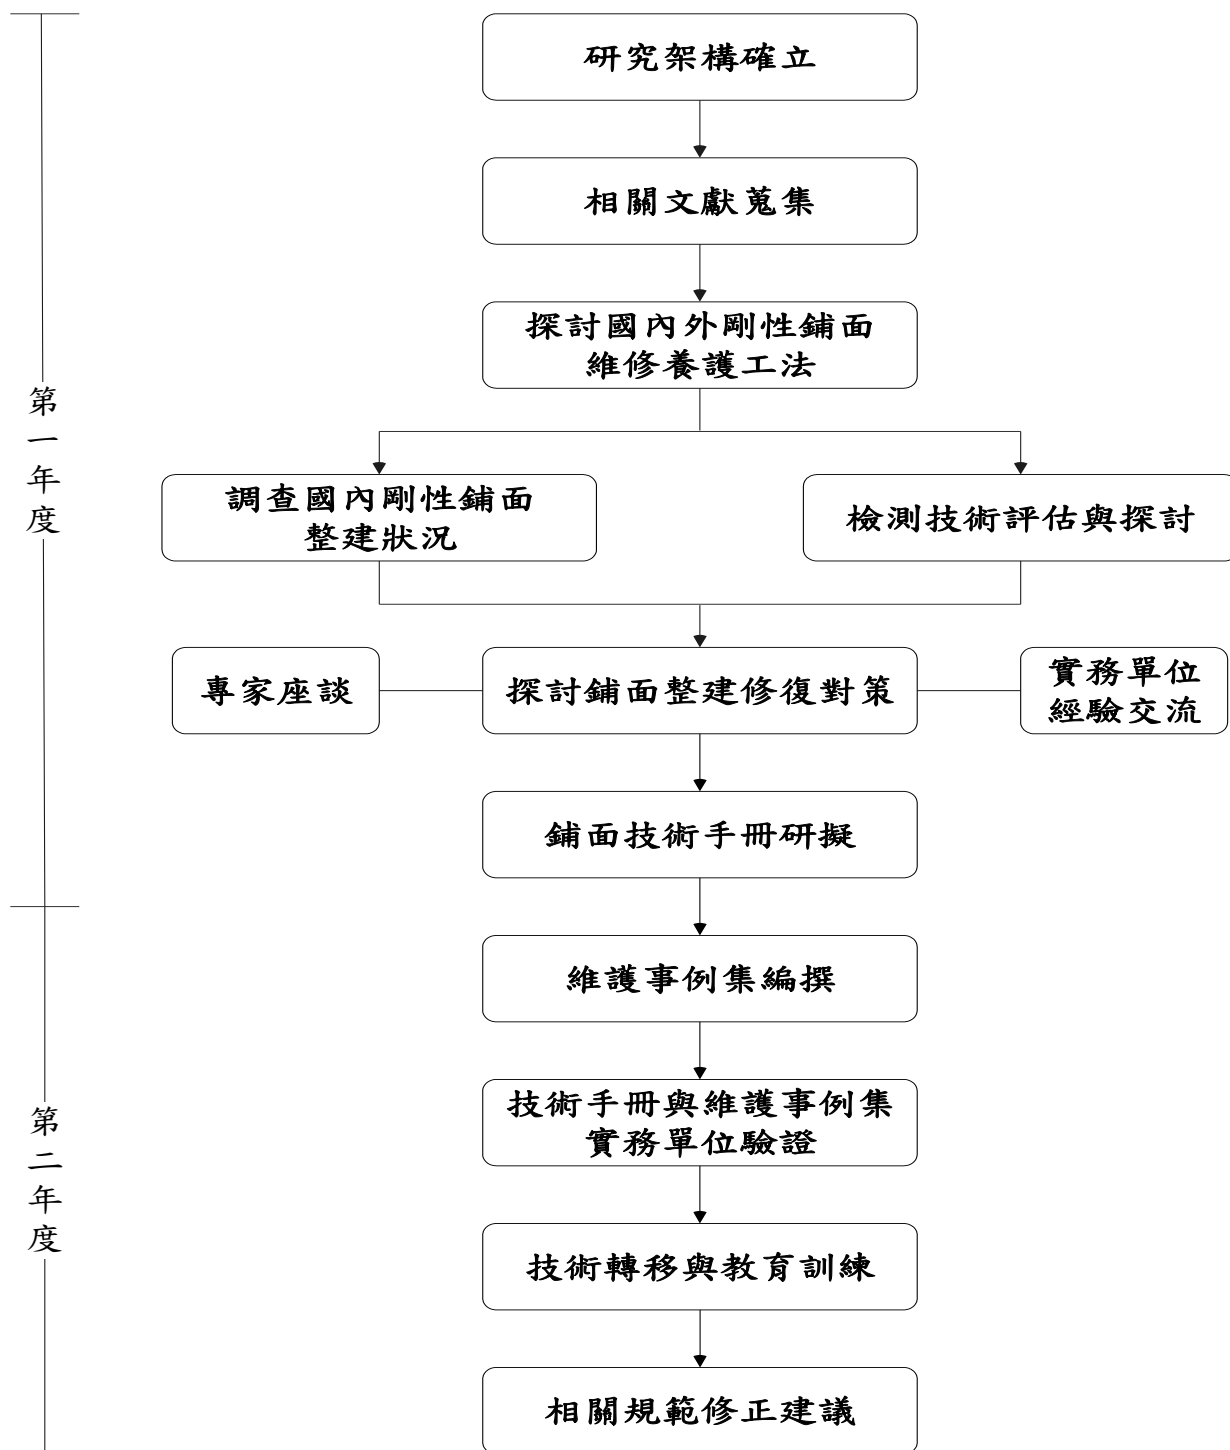 研究架構確立
相關文獻蒐集
探討國內外剛性鋪面
維修養護工法
第一年度
調查國內剛性鋪面
整建狀況
檢測技術評估與探討
專家座談
探討鋪面整建修復對策
實務單位
經驗交流
鋪面技術手冊研擬
維護事例集編撰
第二年度
技術手冊與維護事例集
實務單位驗證
技術轉移與教育訓練
相關規範修正建議